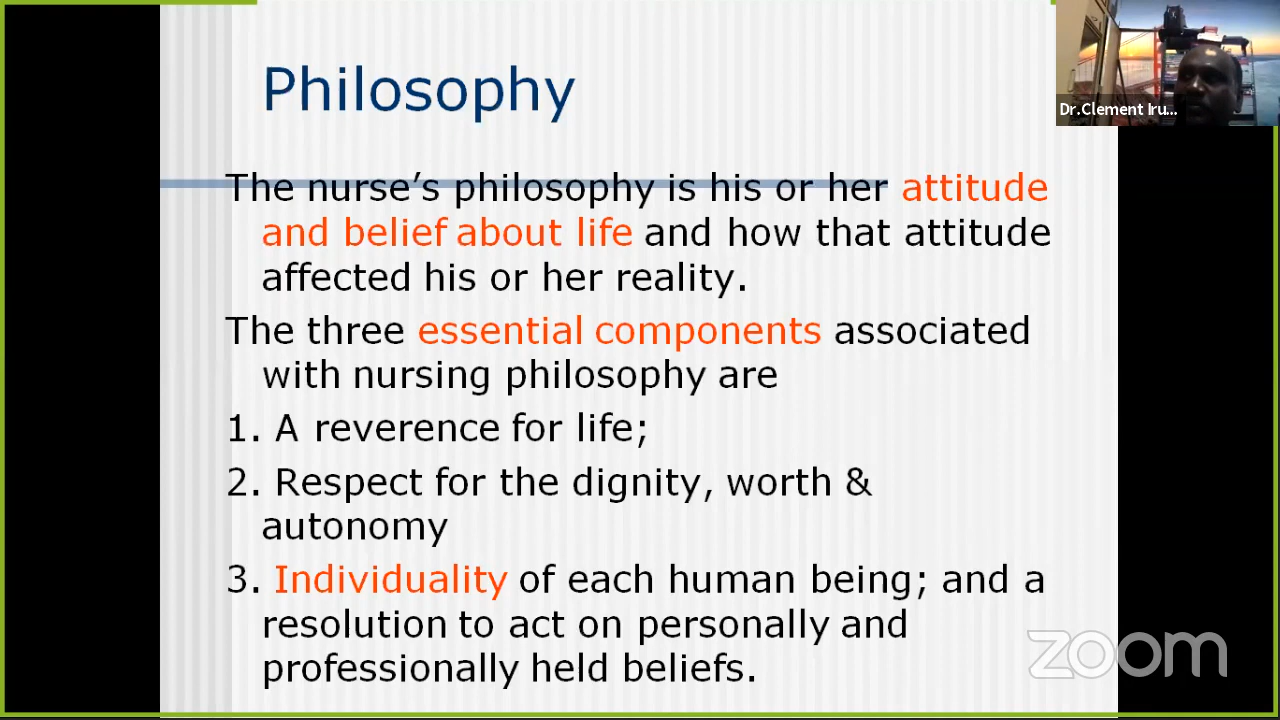 Philosophy
Dr.Clement Iru...
The nurse’s philosophy is his or her attitude
and belief about life and how that attitude
affected his or her reality.
The three essential components associated
with nursing philosophy are
1. A reverence for life;
2. Respect for the dignity, worth &
autonomy
3. Individuality of each human being; and a
resolution to act on personally and
professionally held beliefs.
zoom